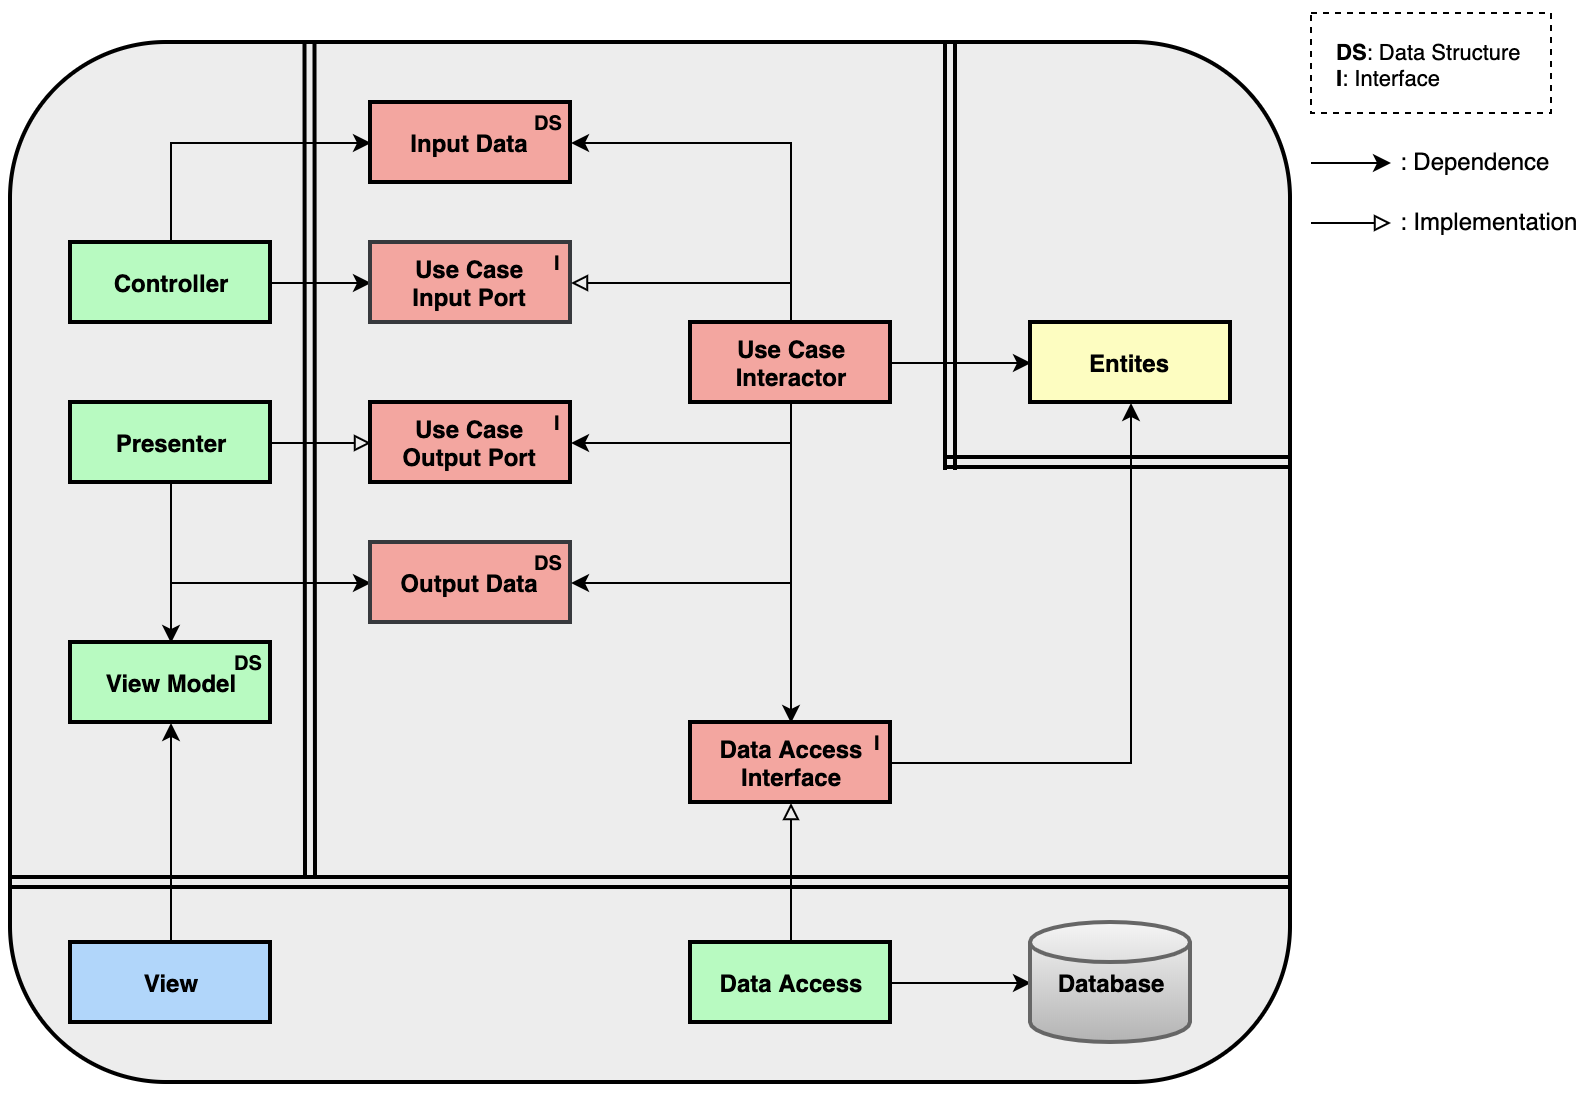 DS: Data Structure
I: Interface
: Dependence
: Implementation
DS
Input Data
I
Use Case
Input Port
Controller
Use Case
Interactor
Entites
I
Use Case
Output Port
Presenter
DS
Output Data
DS
View Model
I
Data Access
Interface
View
Data Access
Database